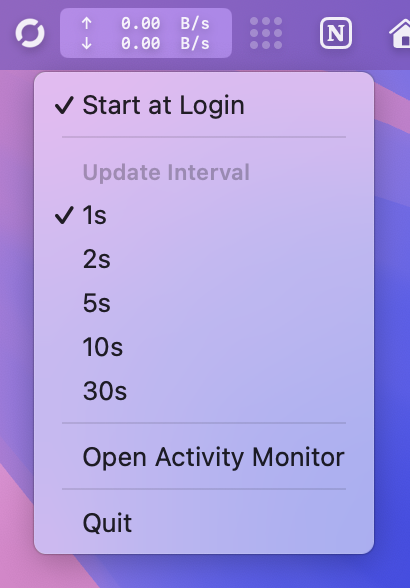 ↑ 0.00 B/s
↓ 0.00 B/s
N
✓ Start at Login
Update Interval
✓ 1s
2s
5s
10s
30s
Open Activity Monitor
Quit